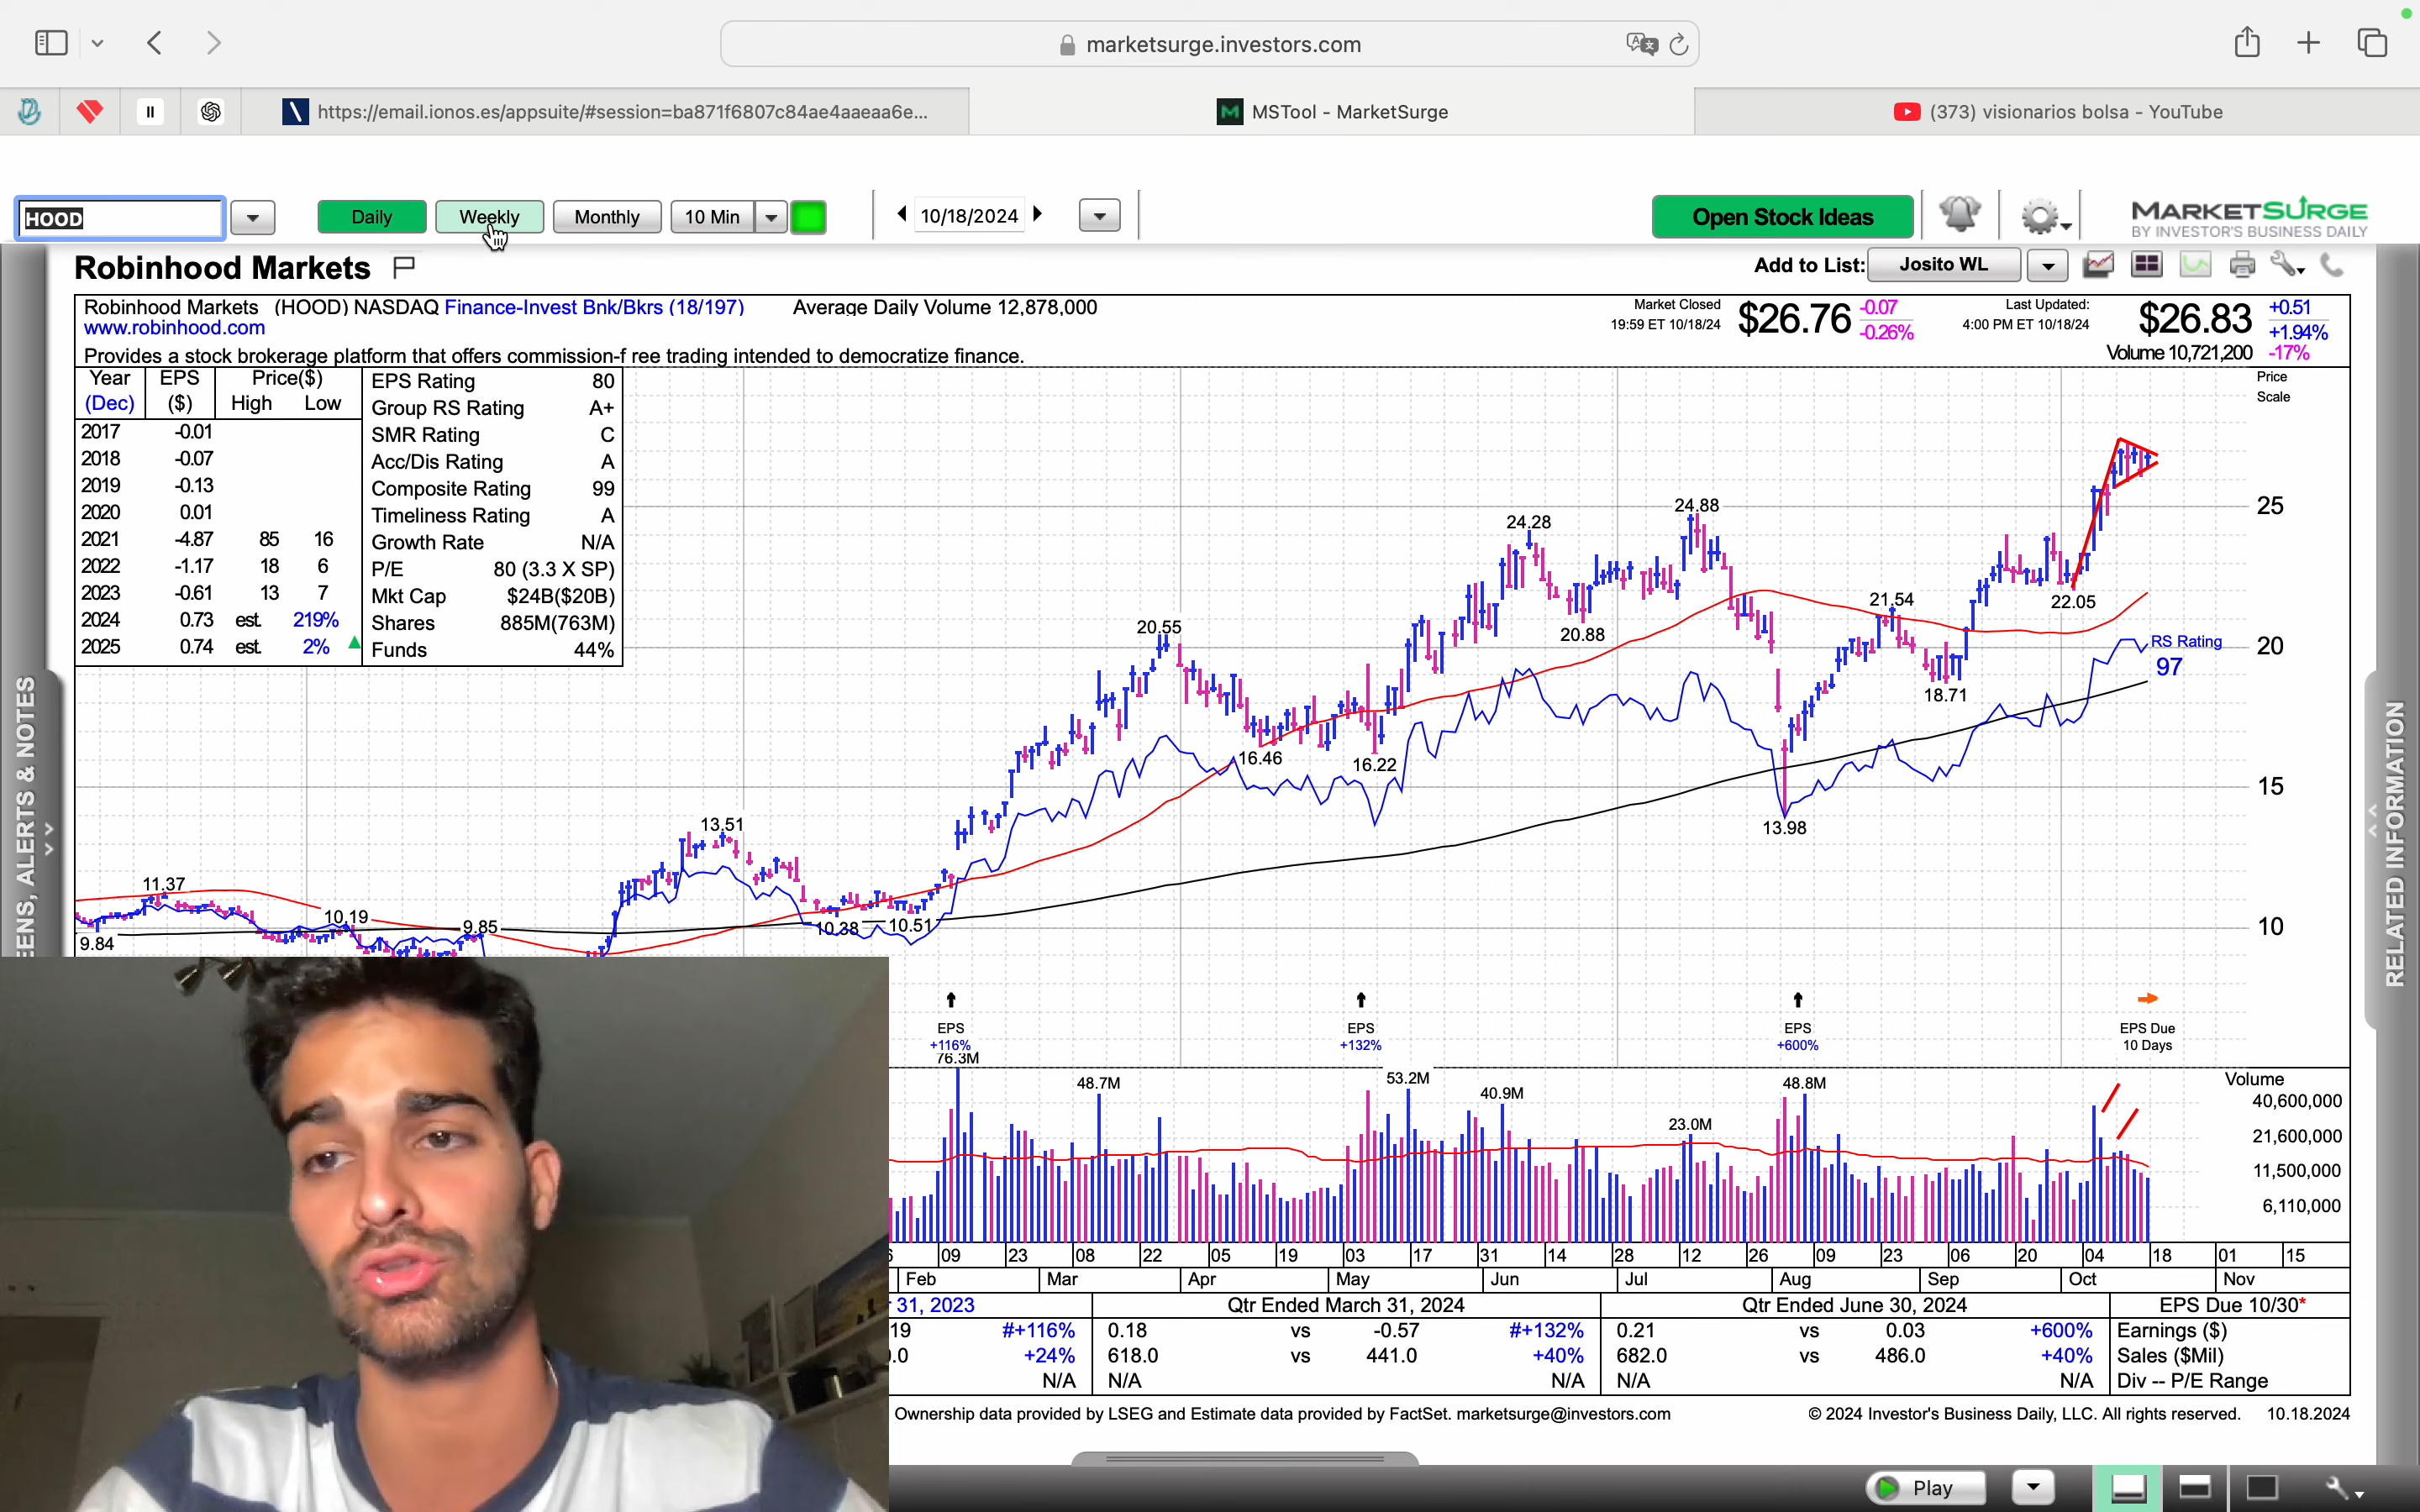 marketsurge.investors.com
https://email.ionos.es/appsuite/#session=ba871f6807c84ae4aaeaa6e...
MSTool - MarketSurge
(373) visionarios bolsa - YouTube
HOOD
Daily
Weekly
Monthly
10 Min
10/18/2024
Open Stock Ideas
MARKETSURGE
BY INVESTOR'S BUSINESS DAILY
Robinhood Markets
Add to List:
Josito WL
Robinhood Markets (HOOD) NASDAQ Finance-Invest Bnk/Bkrs (18/197) Average Daily Volume 12,878,000
www.robinhood.com
Provides a stock brokerage platform that offers commission-f ree trading intended to democratize finance.
Market Closed
19:59 ET 10/18/24
$26.76
-0.07
-0.26%
Last Updated:
4:00 PM ET 10/18/24
$26.83
+0.51
+1.94%
Volume 10,721,200 -17%
Year EPS Price($)
(Dec) ($) High Low
2017 -0.01
2018 -0.07
2019 -0.13
2020 0.01
2021 -4.87 85 16
2022 -1.17 18 6
2023 -0.61 13 7
2024 0.73 est. 219%
2025 0.74 est. 2%
EPS Rating 80
Group RS Rating A+
SMR Rating C
Acc/Dis Rating A
Composite Rating 99
Timeliness Rating A
Growth Rate N/A
P/E 80 (3.3 X SP)
Mkt Cap $24B($20B)
Shares 885M(763M)
Funds 44%
Price
Scale
25
20
15
10
24.28
24.88
20.55
20.88
21.54
22.05
18.71
RS Rating
97
16.46
16.22
13.98
13.51
11.37
10.19
9.85
10.38
10.51
9.84
EENS, ALERTS & NOTES
RELATED INFORMATION
EPS
+116%
EPS
+132%
EPS
+600%
EPS Due
10 Days
76.3M
48.7M
53.2M
40.9M
23.0M
48.8M
Volume
40,600,000
21,600,000
11,500,000
6,110,000
09 23 08 22 05 19 03 17 31 14 28 12 26 09 23 06 20 04 18 01 15
Feb Mar Apr May Jun Jul Aug Sep Oct Nov
31, 2023
Qtr Ended March 31, 2024
Qtr Ended June 30, 2024
EPS Due 10/30*
19 #+116% 0.18 vs -0.57 #+132% 0.21 vs 0.03 +600% Earnings ($)
.0 +24% 618.0 vs 441.0 +40% 682.0 vs 486.0 +40% Sales ($Mil)
N/A N/A N/A N/A N/A Div -- P/E Range
Ownership data provided by LSEG and Estimate data provided by FactSet. marketsurge@investors.com
© 2024 Investor's Business Daily, LLC. All rights reserved. 10.18.2024
Play